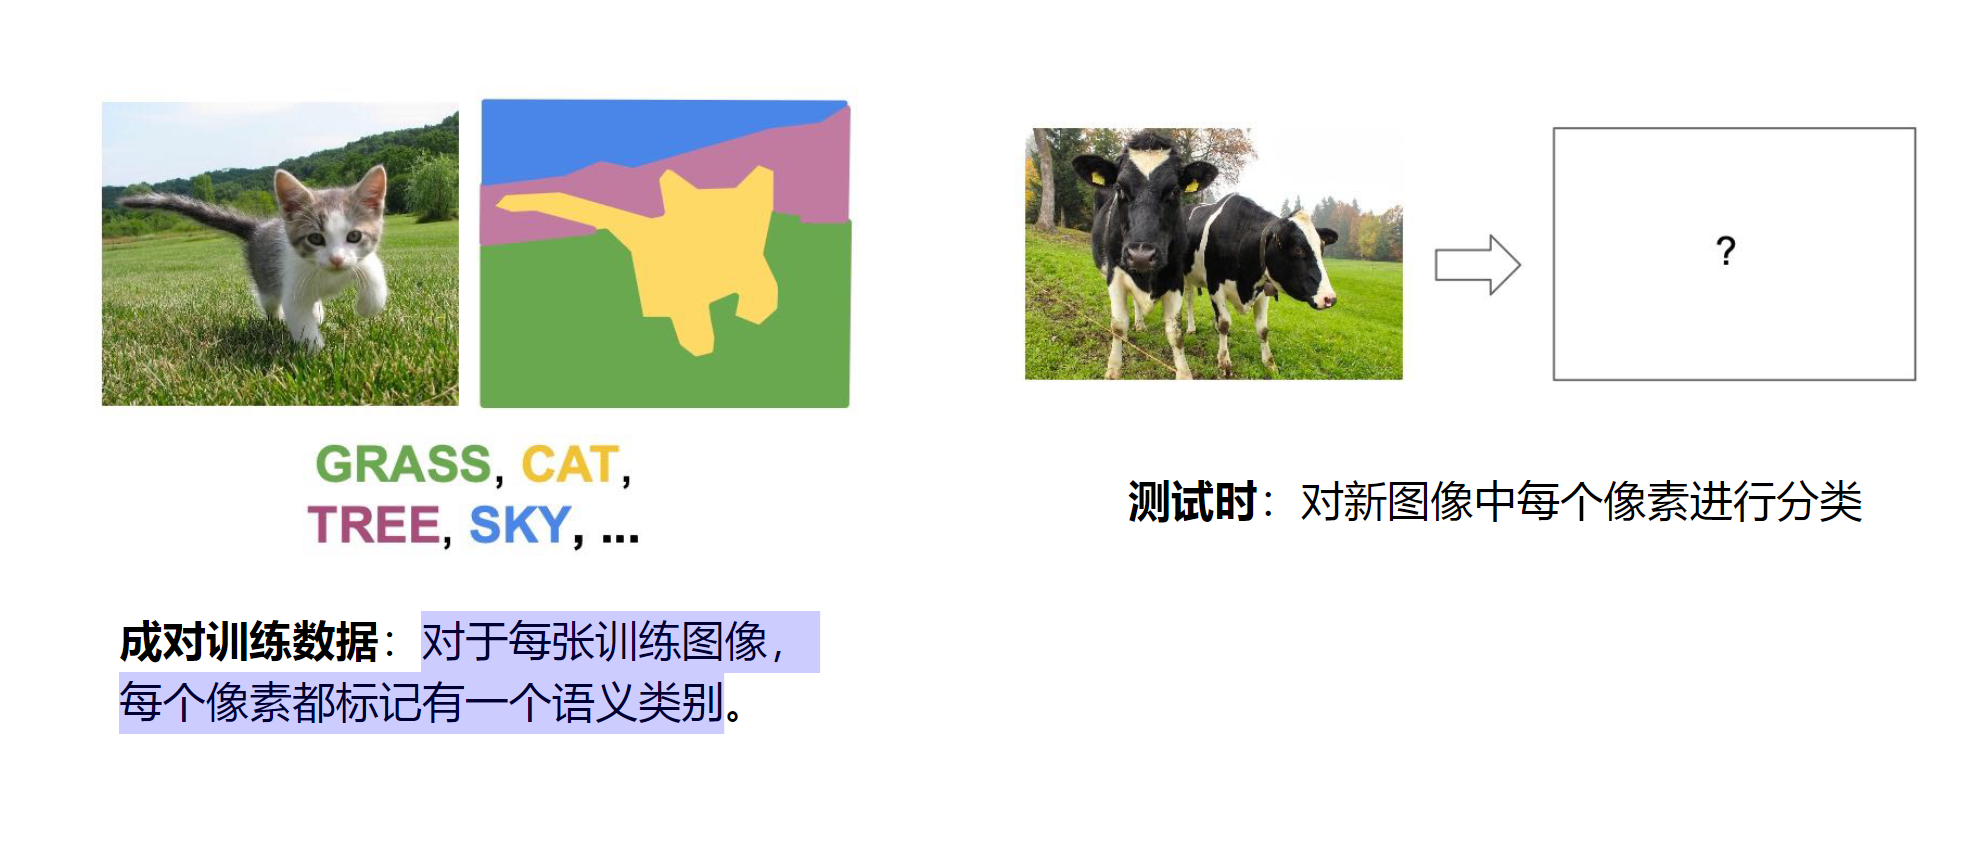 GRASS, CAT,
TREE, SKY, ...
成对训练数据：对于每张训练图像，
每个像素都标记有一个语义类别。
?
测试时：对新图像中每个像素进行分类